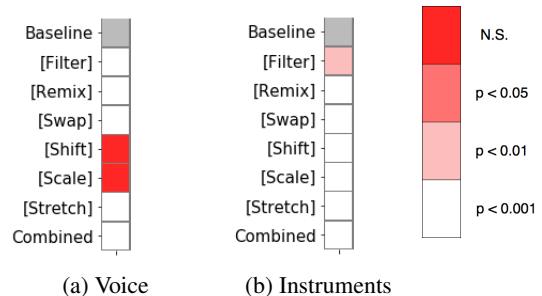 Baseline
[Filter]
[Remix]
[Swap]
[Shift]
[Scale]
[Stretch]
Combined
(a) Voice
Baseline
[Filter]
[Remix]
[Swap]
[Shift]
[Scale]
[Stretch]
Combined
(b) Instruments
N.S.
p < 0.05
p < 0.01
p < 0.001